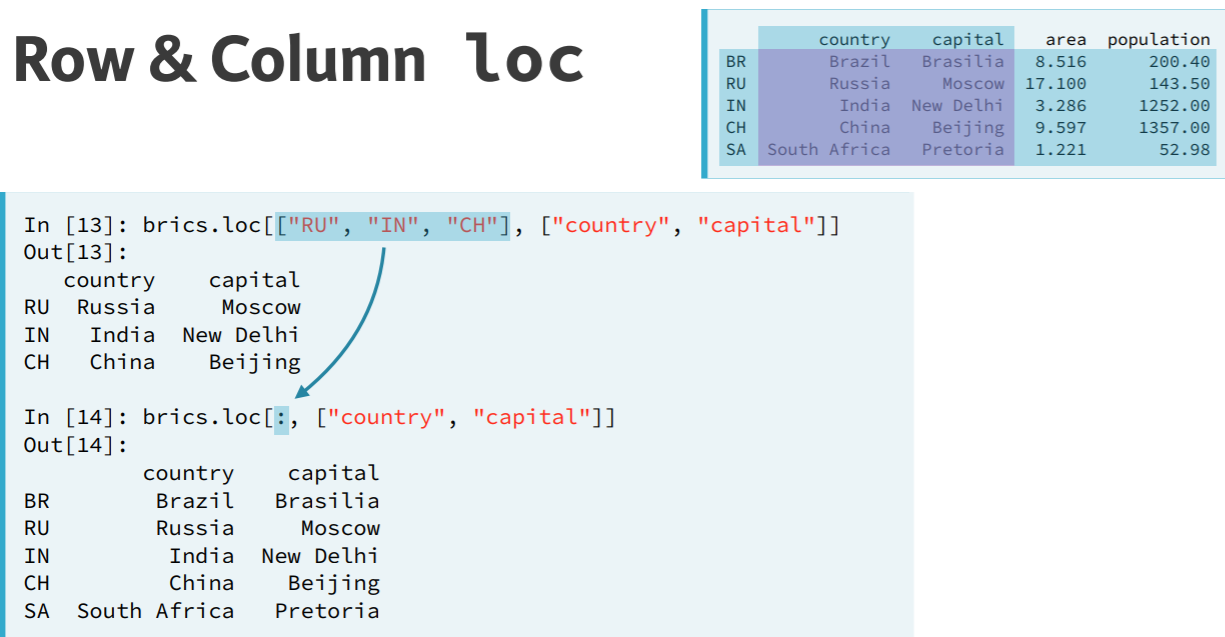 Row & Column loc
country capital area population
BR Brazil Brasilia 8.516 200.40
RU Russia Moscow 17.100 143.50
IN India New Delhi 3.286 1252.00
CH China Beijing 9.597 1357.00
SA South Africa Pretoria 1.221 52.98
In [13]: brics.loc[["RU", "IN", "CH"], ["country", "capital"]]
Out[13]:
country capital
RU Russia Moscow
IN India New Delhi
CH China Beijing
In [14]: brics.loc[:, ["country", "capital"]]
Out[14]:
country capital
BR Brazil Brasilia
RU Russia Moscow
IN India New Delhi
CH China Beijing
SA South Africa Pretoria